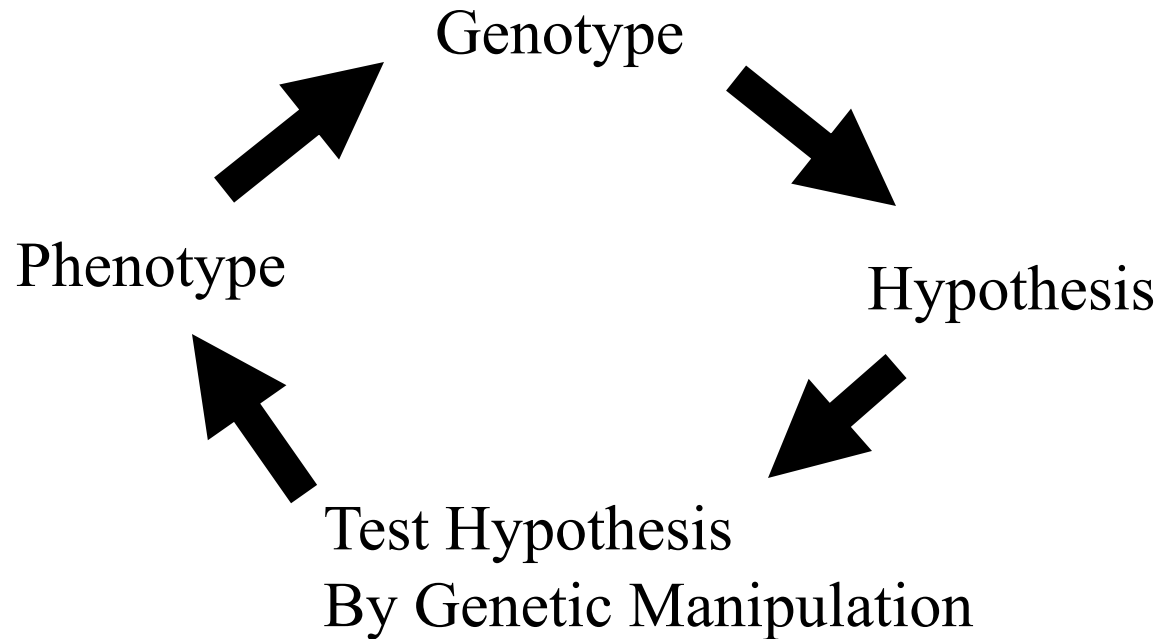 Genotype
Phenotype
Hypothesis
Test Hypothesis
By Genetic Manipulation